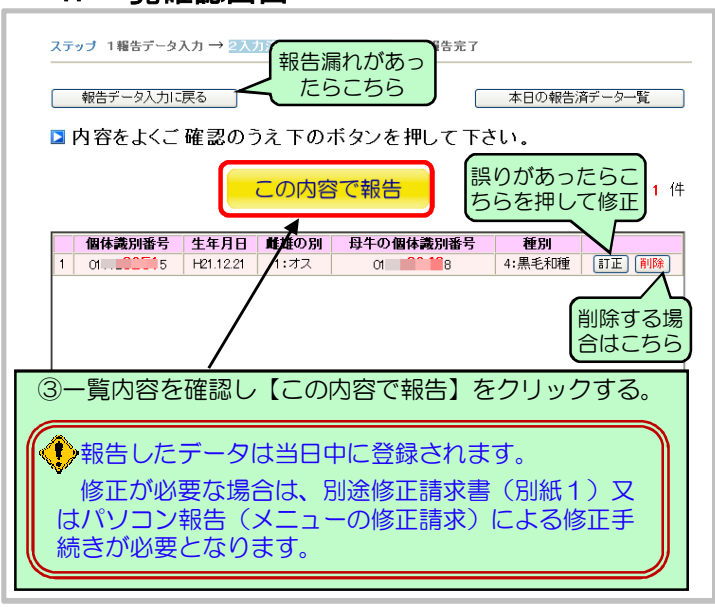 ステップ 1報告データ入力 → 2入力 報告完了
報告漏れがあっ
たらこちら
報告データ入力に戻る
本日の報告済データ一覧
内容をよくご確認のうえ下のボタンを押して下さい。
この内容で報告
誤りがあったらこ
ちらを押して修正
1 件
個体識別番号 生年月日 雌雄の別 母牛の個体識別番号 種別
1 01 5 H21.12.21 1:オス 01 8 4:黒毛和種 訂正 削除
削除する場
合はこちら
③一覧内容を確認し【この内容で報告】をクリックする。
報告したデータは当日中に登録されます。
修正が必要な場合は、別途修正請求書（別紙１）又
はパソコン報告（メニューの修正請求）による修正手
続きが必要となります。